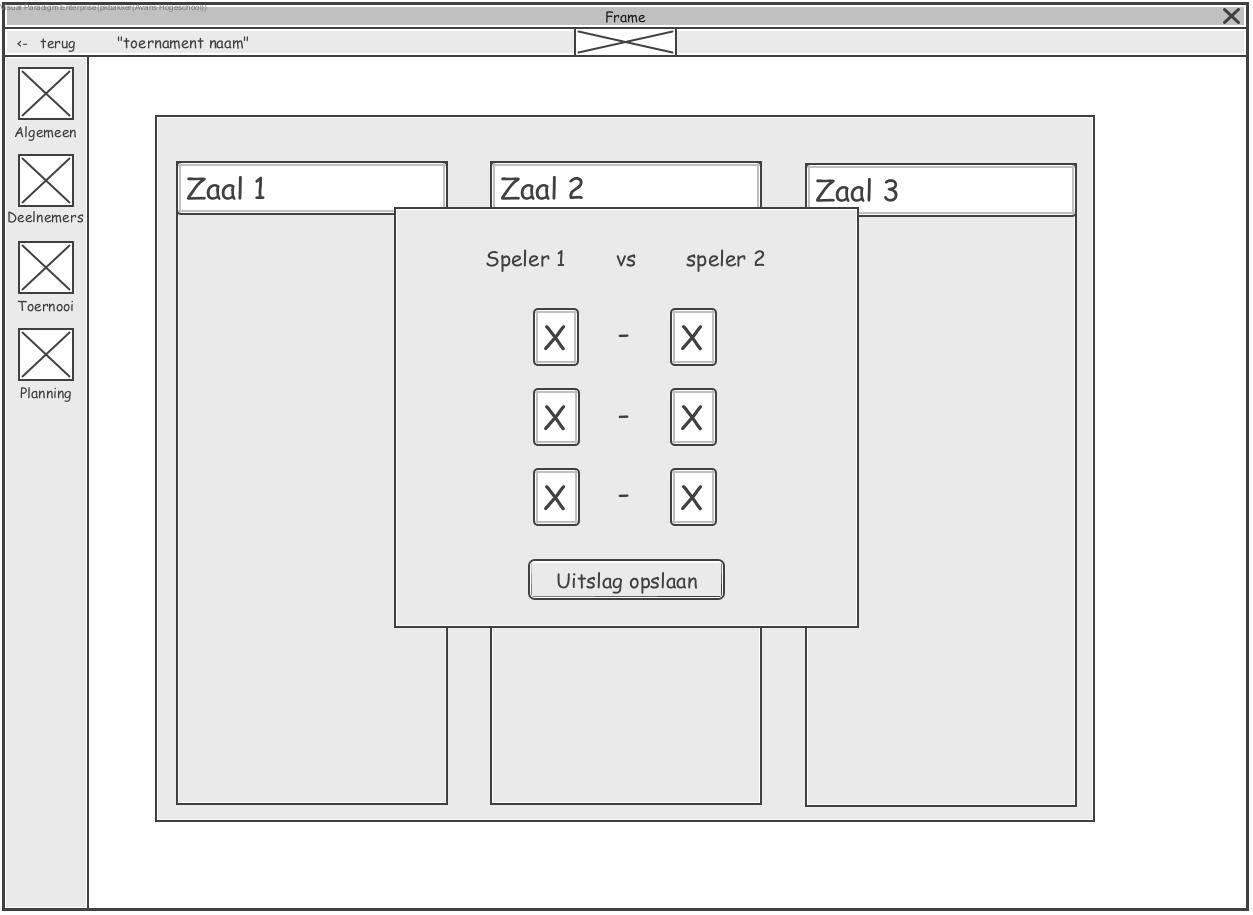 Visual Paradigm Enterprise(pkbakker(Avans Hogeschool))
Frame
<- terug "toernament naam"
Algemeen
Deelnemers
Toernooi
Planning
Zaal 1 Zaal 2 Zaal 3
Speler 1 vs speler 2
X - X
X - X
X - X
Uitslag opslaan